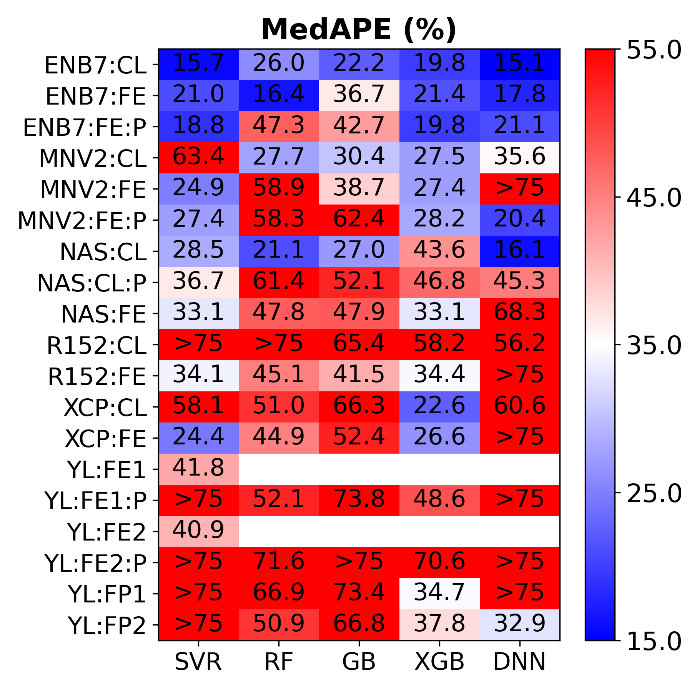 MedAPE (%)
ENB7:CL 15.7 26.0 22.2 19.8 15.1
ENB7:FE 21.0 16.4 36.7 21.4 17.8
ENB7:FE:P 18.8 47.3 42.7 19.8 21.1
MNV2:CL 63.4 27.7 30.4 27.5 35.6
MNV2:FE 24.9 58.9 38.7 27.4 >75
MNV2:FE:P 27.4 58.3 62.4 28.2 20.4
NAS:CL 28.5 21.1 27.0 43.6 16.1
NAS:CL:P 36.7 61.4 52.1 46.8 45.3
NAS:FE 33.1 47.8 47.9 33.1 68.3
R152:CL >75 >75 65.4 58.2 56.2
R152:FE 34.1 45.1 41.5 34.4 >75
XCP:CL 58.1 51.0 66.3 22.6 60.6
XCP:FE 24.4 44.9 52.4 26.6 >75
YL:FE1 41.8
YL:FE1:P >75 52.1 73.8 48.6 >75
YL:FE2 40.9
YL:FE2:P >75 71.6 >75 70.6 >75
YL:FP1 >75 66.9 73.4 34.7 >75
YL:FP2 >75 50.9 66.8 37.8 32.9
SVR RF GB XGB DNN
55.0
45.0
35.0
25.0
15.0